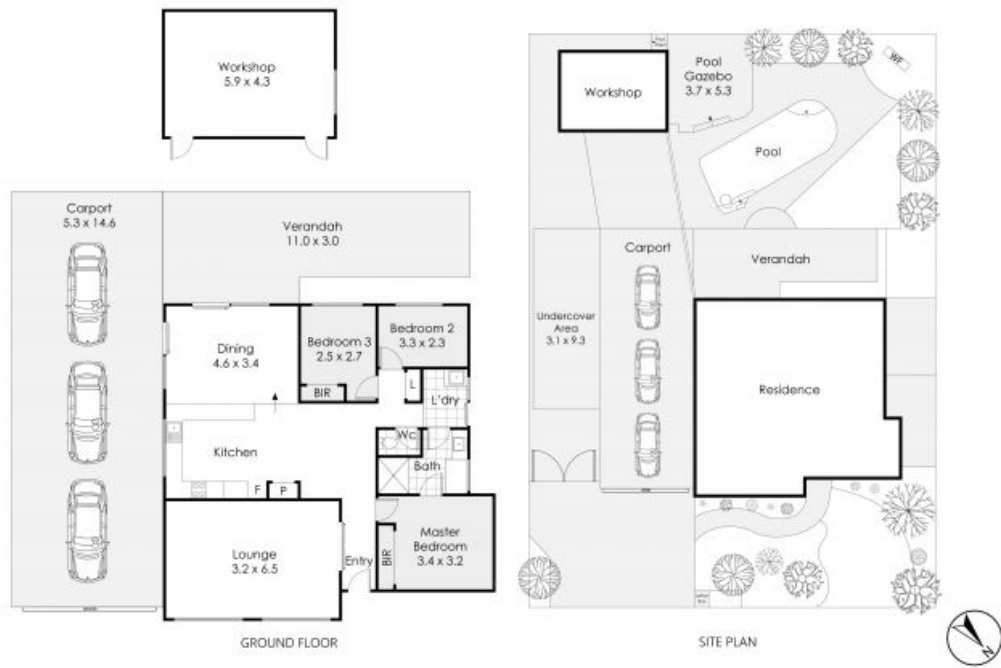 Workshop
5.9 x 4.3
Carport
5.3 x 14.6
Verandah
11.0 x 3.0
Dining
4.6 x 3.4
Bedroom 3
2.5 x 2.7
BIR
Bedroom 2
3.3 x 2.3
L
L'dry
Kitchen
Wc
Bath
F
P
Lounge
3.2 x 6.5
Entry
BIR
Master
Bedroom
3.4 x 3.2
GROUND FLOOR
Workshop
Pool
Gazebo
3.7 x 5.3
WF
Pool
Carport
Verandah
Undercover
Area
3.1 x 9.3
Residence
SITE PLAN
N